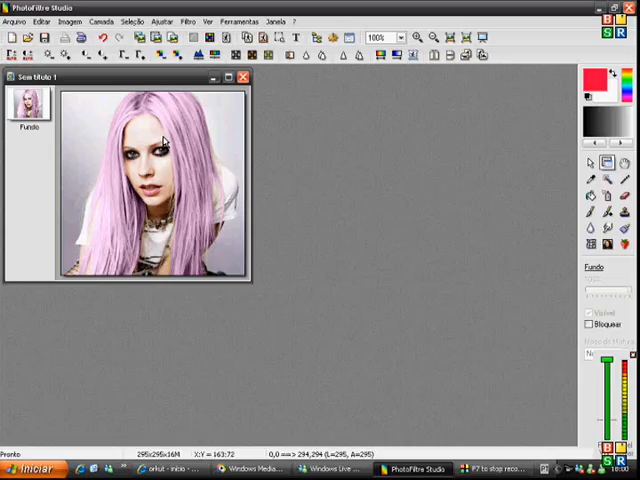 PhotoFiltre Studio
Arquivo Editar Imagem Camada Seleção Ajustar Filtro Ver Ferramentas Janela ?
100%
Sem título 1
Fundo
Fundo
Visível
Bloquear
B S R
Pronto 295x295x16M X:Y = 163:72 0,0 ==> 294,294 (L=295, A=295)
B S R
Iniciar orkut - início - ... Windows Media... Windows Live ... PhotoFiltre Studio F7 to stop reco... PT